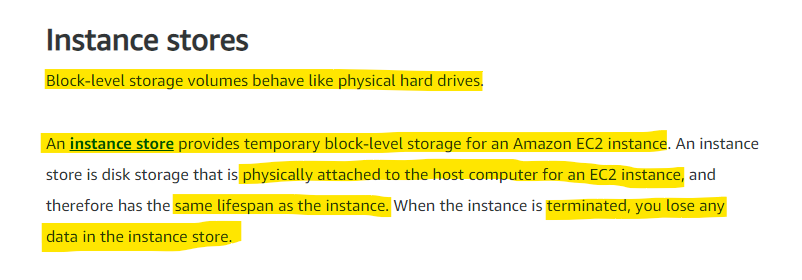 Instance stores
Block-level storage volumes behave like physical hard drives.
An instance store provides temporary block-level storage for an Amazon EC2 instance. An instance
store is disk storage that is physically attached to the host computer for an EC2 instance, and
therefore has the same lifespan as the instance. When the instance is terminated, you lose any
data in the instance store.